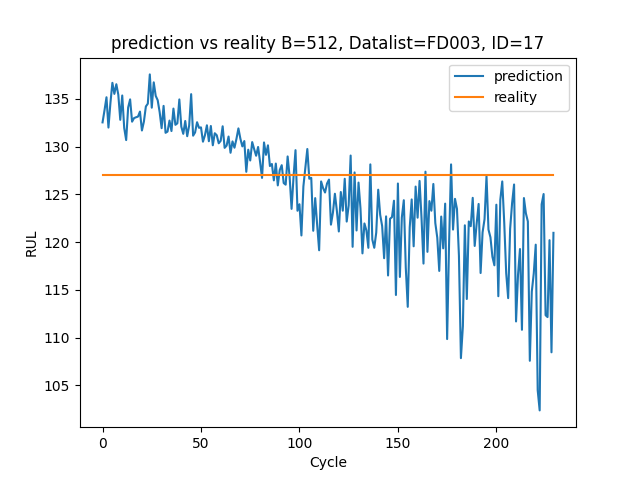 prediction vs reality B=512, Datalist=FD003, ID=17
prediction
reality
RUL
135
130
125
120
115
110
105
0
50
100
150
200
Cycle